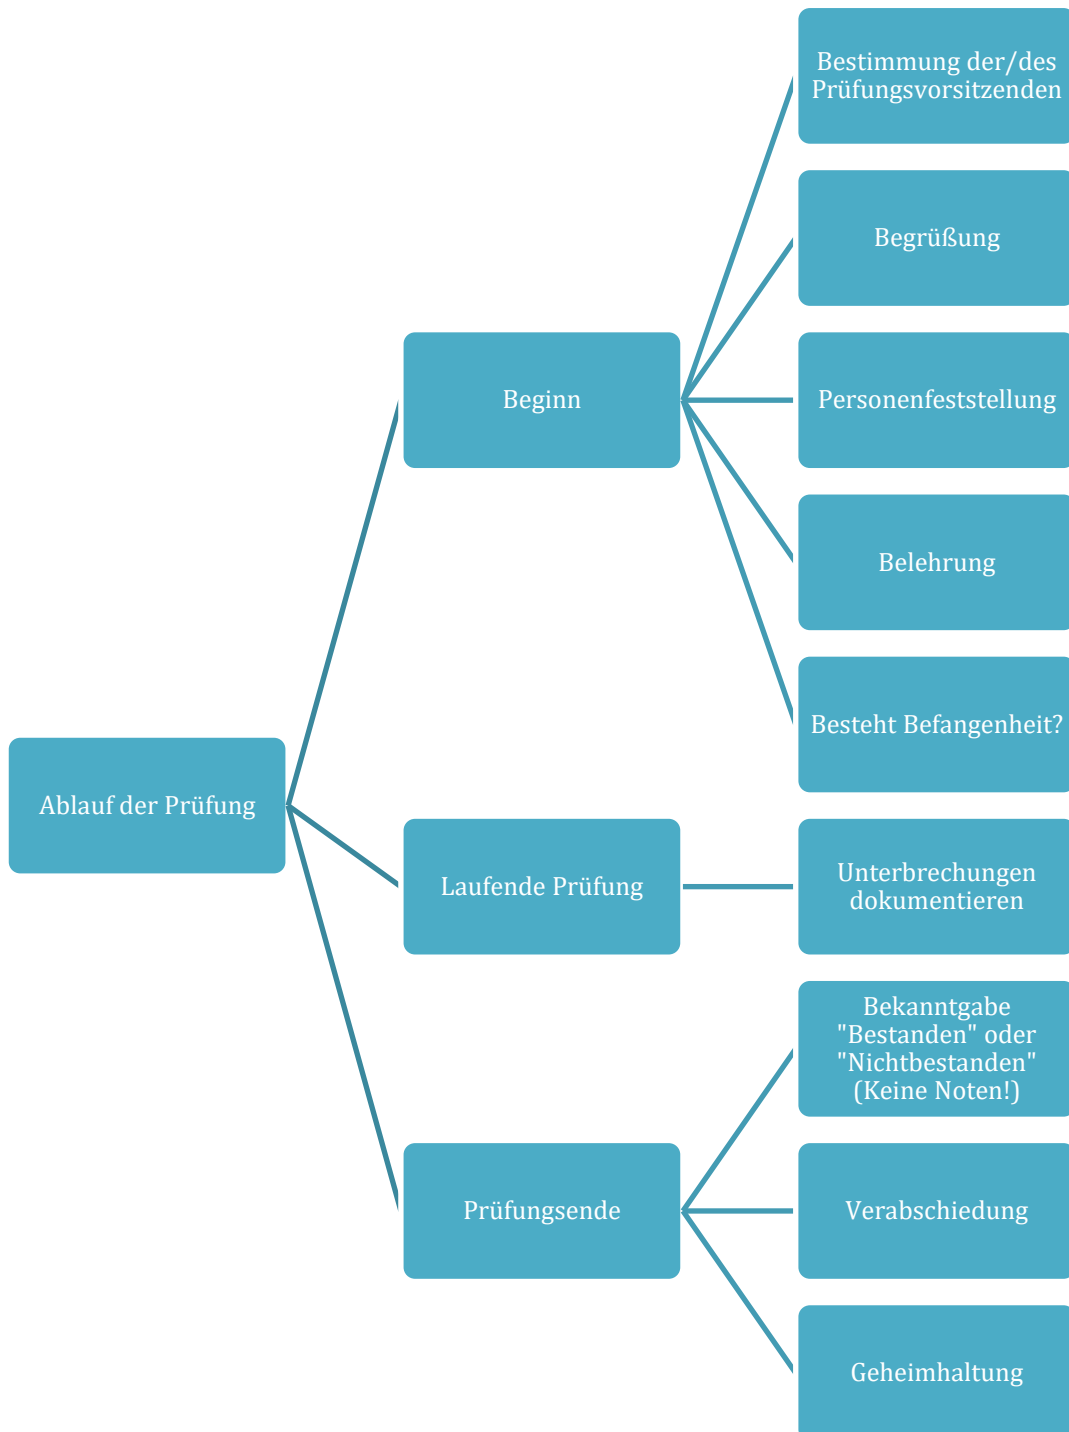 Bestimmung der/des
Prüfungsvorsitzenden
Begrüßung
Beginn
Personenfeststellung
Belehrung
Besteht Befangenheit?
Ablauf der Prüfung
Laufende Prüfung
Unterbrechungen
dokumentieren
Bekanntgabe
"Bestanden" oder
"Nichtbestanden"
(Keine Noten!)
Prüfungsende
Verabschiedung
Geheimhaltung